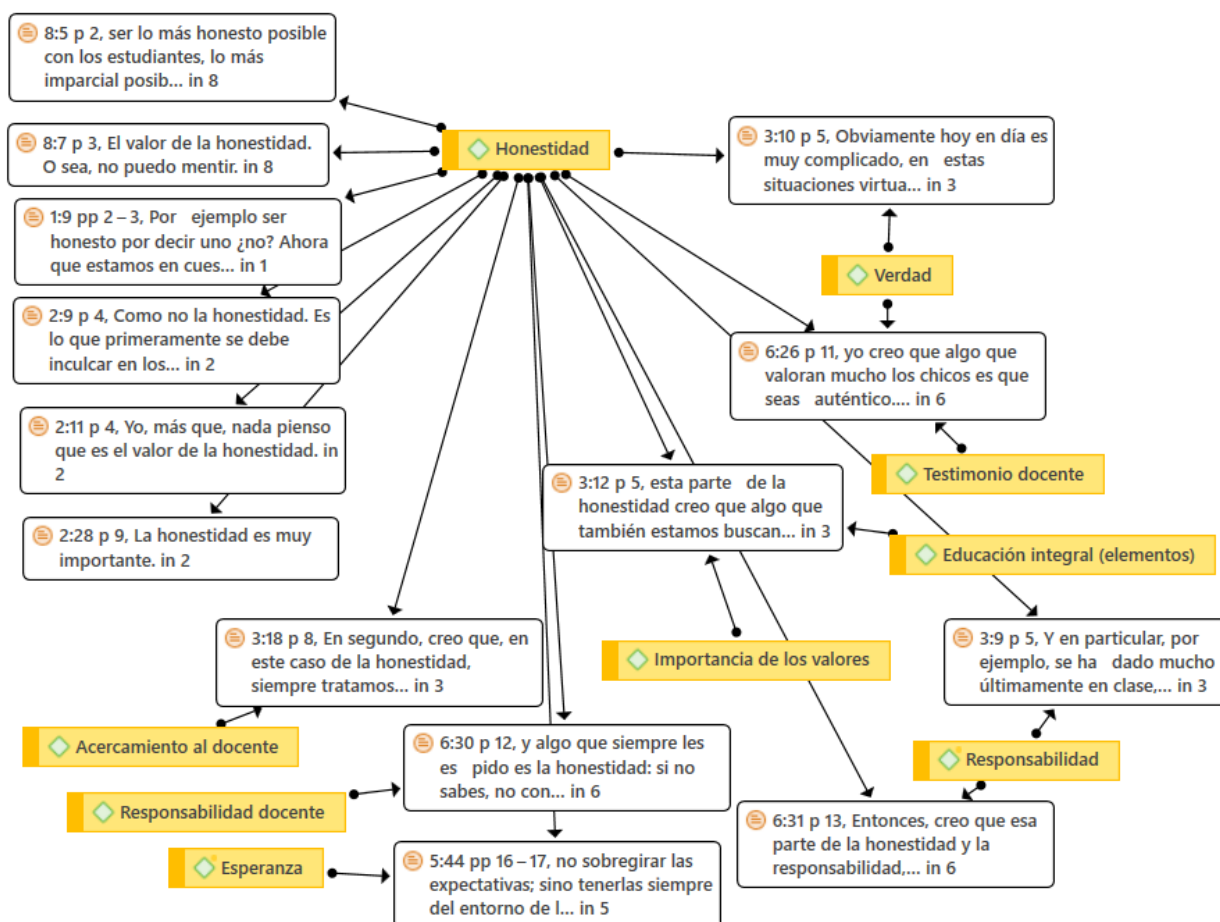 8:5 p 2, ser lo más honesto posible
con los estudiantes, lo más
imparcial posib... in 8
Honestidad
8:7 p 3, El valor de la honestidad.
O sea, no puedo mentir. in 8
3:10 p 5, Obviamente hoy en día es
muy complicado, en estas
situaciones virtua... in 3
1:9 pp 2 – 3, Por ejemplo ser
honesto por decir uno ¿no? Ahora
que estamos en cues... in 1
Verdad
2:9 p 4, Como no la honestidad. Es
lo que primeramente se debe
inculcar en los... in 2
6:26 p 11, yo creo que algo que
valoran mucho los chicos es que
seas auténtico.... in 6
2:11 p 4, Yo, más que, nada pienso
que es el valor de la honestidad. in
2
Testimonio docente
3:12 p 5, esta parte de la
honestidad creo que algo que
también estamos buscan... in 3
2:28 p 9, La honestidad es muy
importante. in 2
Educación integral (elementos)
3:18 p 8, En segundo, creo que, en
este caso de la honestidad,
siempre tratamos... in 3
Importancia de los valores
3:9 p 5, Y en particular, por
ejemplo, se ha dado mucho
últimamente en clase,... in 3
Acercamiento al docente
6:30 p 12, y algo que siempre les
es pido es la honestidad: si no
sabes, no con... in 6
Responsabilidad
Responsabilidad docente
6:31 p 13, Entonces, creo que esa
parte de la honestidad y la
responsabilidad,... in 6
Esperanza
5:44 pp 16 – 17, no sobregirar las
expectativas; sino tenerlas siempre
del entorno de l... in 5